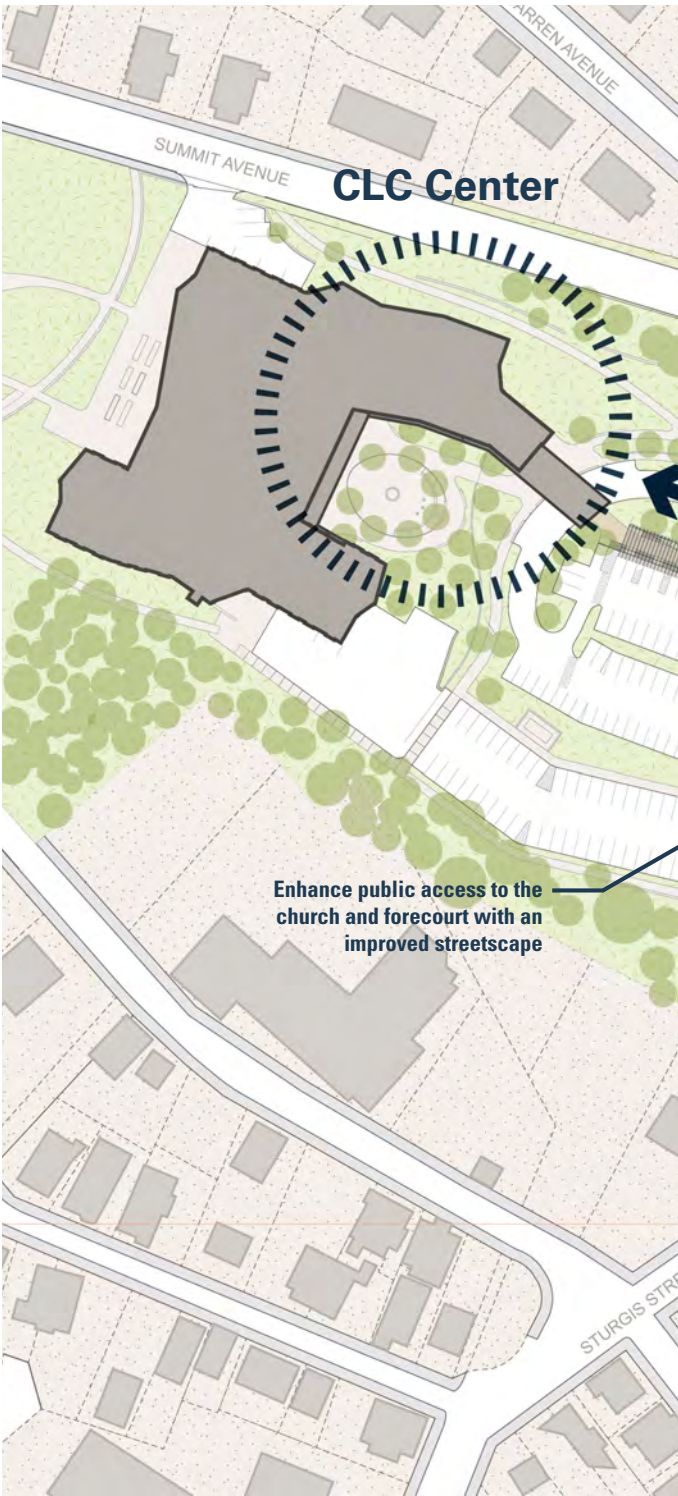 ARREN AVENUE
SUMMIT AVENUE
CLC Center
Enhance public access to the
church and forecourt with an
improved streetscape
STURGIS STRE